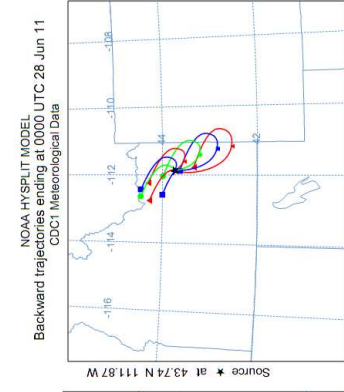 NOAA HYSPLIT MODEL
Backward trajectories ending at 0000 UTC 28 Jun 11
CDC1 Meteorological Data
Source ★ at 43.74 N 111.87 W
-116
-114
-112
-110
-108
44
42